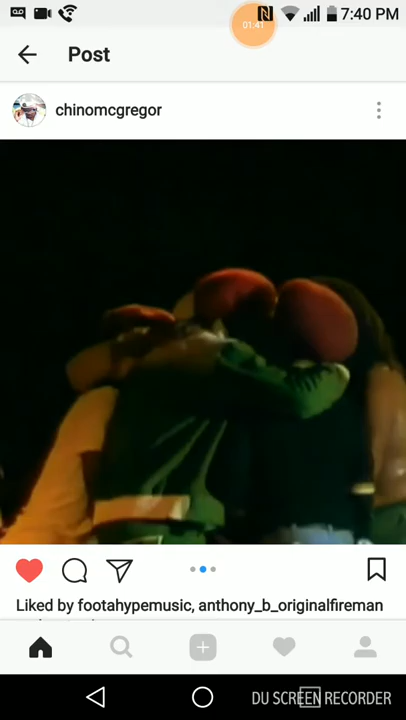 7:40 PM
01:41
Post
chinomcgregor
Liked by footahypemusic, anthony_b_originalfireman
DU SCREEN RECORDER